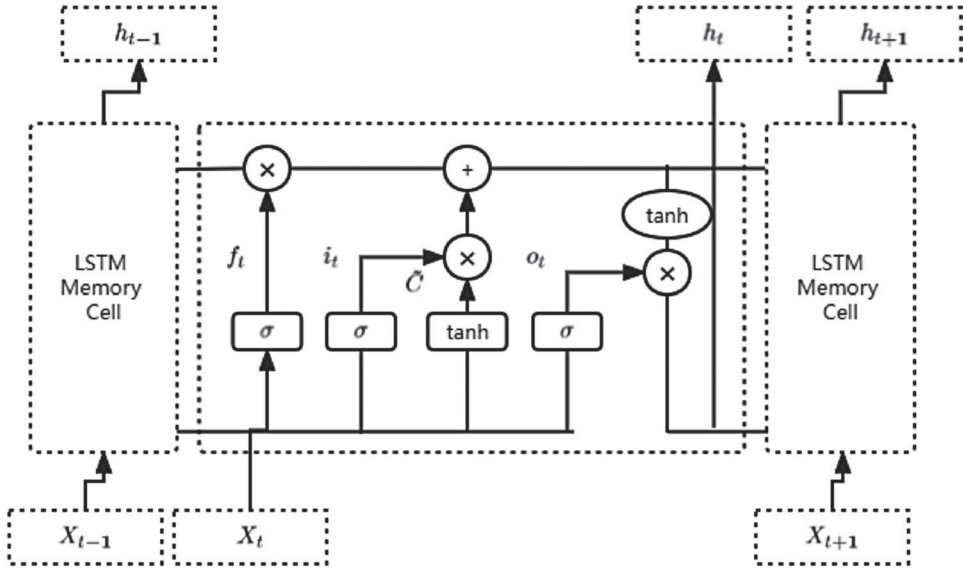 h_{t-1}
h_t
h_{t+1}
×
+
tanh
LSTM
Memory
Cell
f_t
i_t
C̃
×
o_t
×
LSTM
Memory
Cell
σ
σ
tanh
σ
X_{t-1}
X_t
X_{t+1}